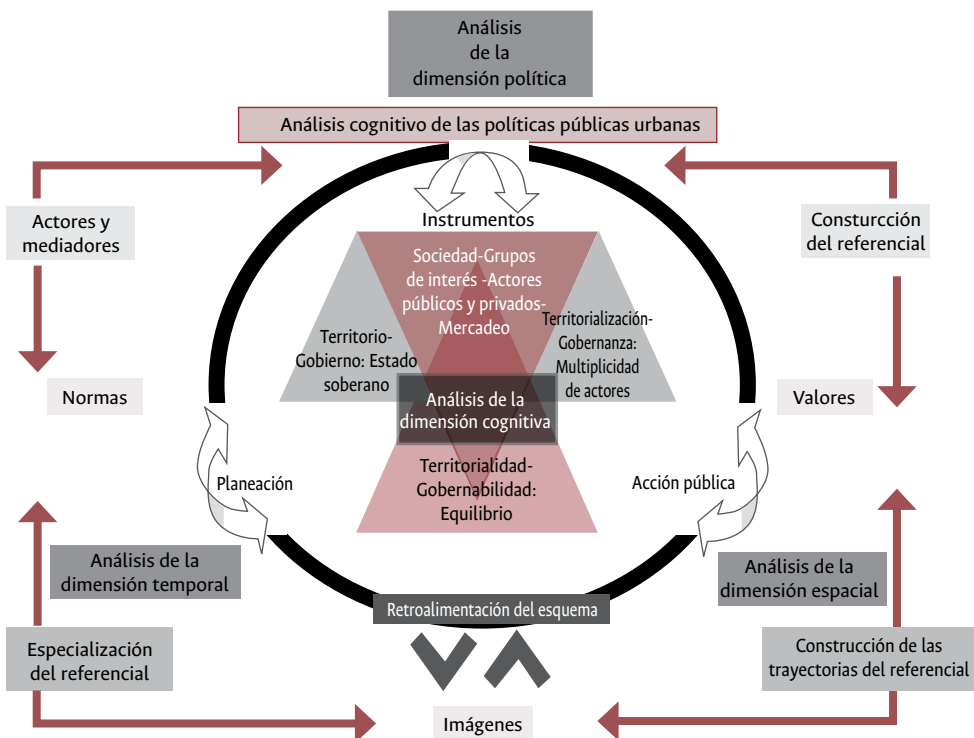 Análisis
de la
dimensión política
Análisis cognitivo de las políticas públicas urbanas
Actores y
mediadores
Consturcción
del referencial
Instrumentos
Sociedad-Grupos
de interés -Actores
públicos y privados-
Mercadeo
Territorio-
Gobierno: Estado
soberano
Territorialización-
Gobernanza:
Multiplicidad
de actores
Normas
Análisis de la
dimensión cognitiva
Valores
Territorialidad-
Gobernabilidad:
Equilibrio
Planeación
Acción pública
Análisis de la
dimensión temporal
Análisis de la
dimensión espacial
Retroalimentación del esquema
Especialización
del referencial
Construcción de las
trayectorias del referencial
Imágenes